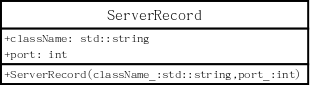 ServerRecord
+className: std::string
+port: int
+ServerRecord(className_:std::string,port_:int)